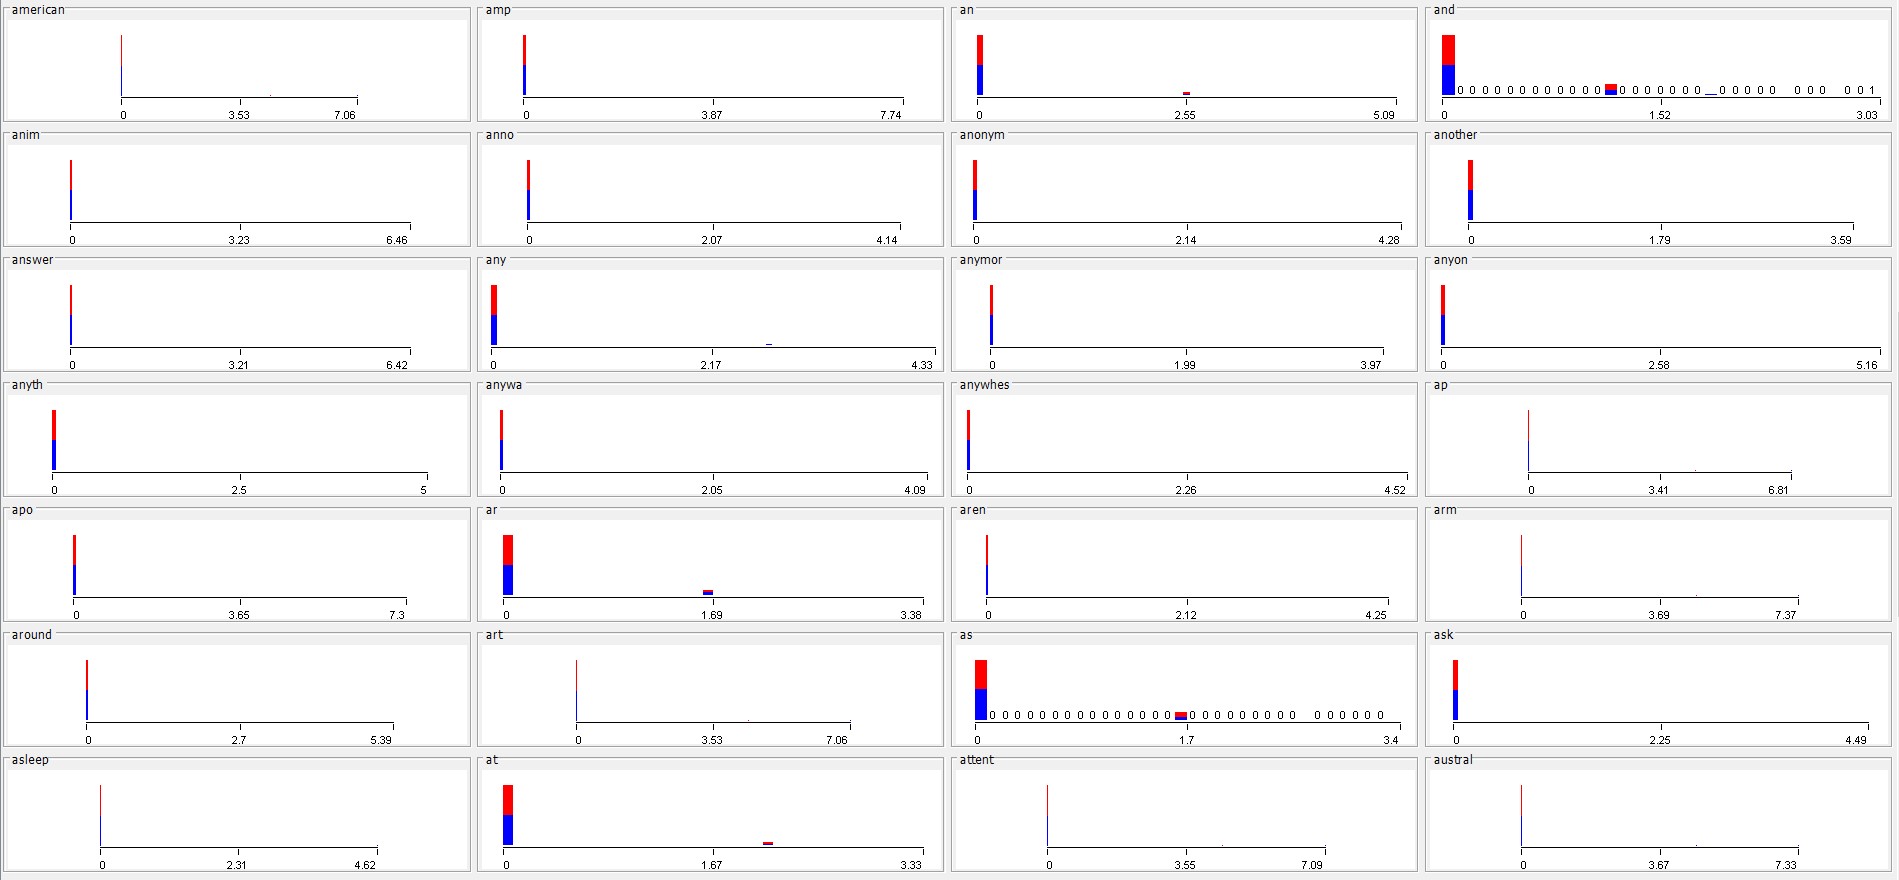 american amp an and
0 0 0 0 0 0 0 0 0 0 0 0 0 0 0 0 0 0 0 0 0 0 0 0 0 0 0 0 0 0 0 1
0 3.53 7.06 0 3.87 7.74 0 2.55 5.09 0 1.52 3.03
anim anno anonym another
0 3.23 6.46 0 2.07 4.14 0 2.14 4.28 0 1.79 3.59
answer any anymor anyon
0 3.21 6.42 0 2.17 4.33 0 1.99 3.97 0 2.58 5.16
anyth anywa anywhes ap
0 2.5 5 0 2.05 4.09 0 2.26 4.52 0 3.41 6.81
apo ar aren arm
0 3.65 7.3 0 1.69 3.38 0 2.12 4.25 0 3.69 7.37
around art as ask
0 0 0 0 0 0 0 0 0 0 0 0 0 0 0 0 0 0 0 0 0 0 0 0 0 0 0 0 0 0 0
0 2.7 5.39 0 3.53 7.06 0 1.7 3.4 0 2.25 4.49
asleep at attent austral
0 2.31 4.62 0 1.67 3.33 0 3.55 7.09 0 3.67 7.33